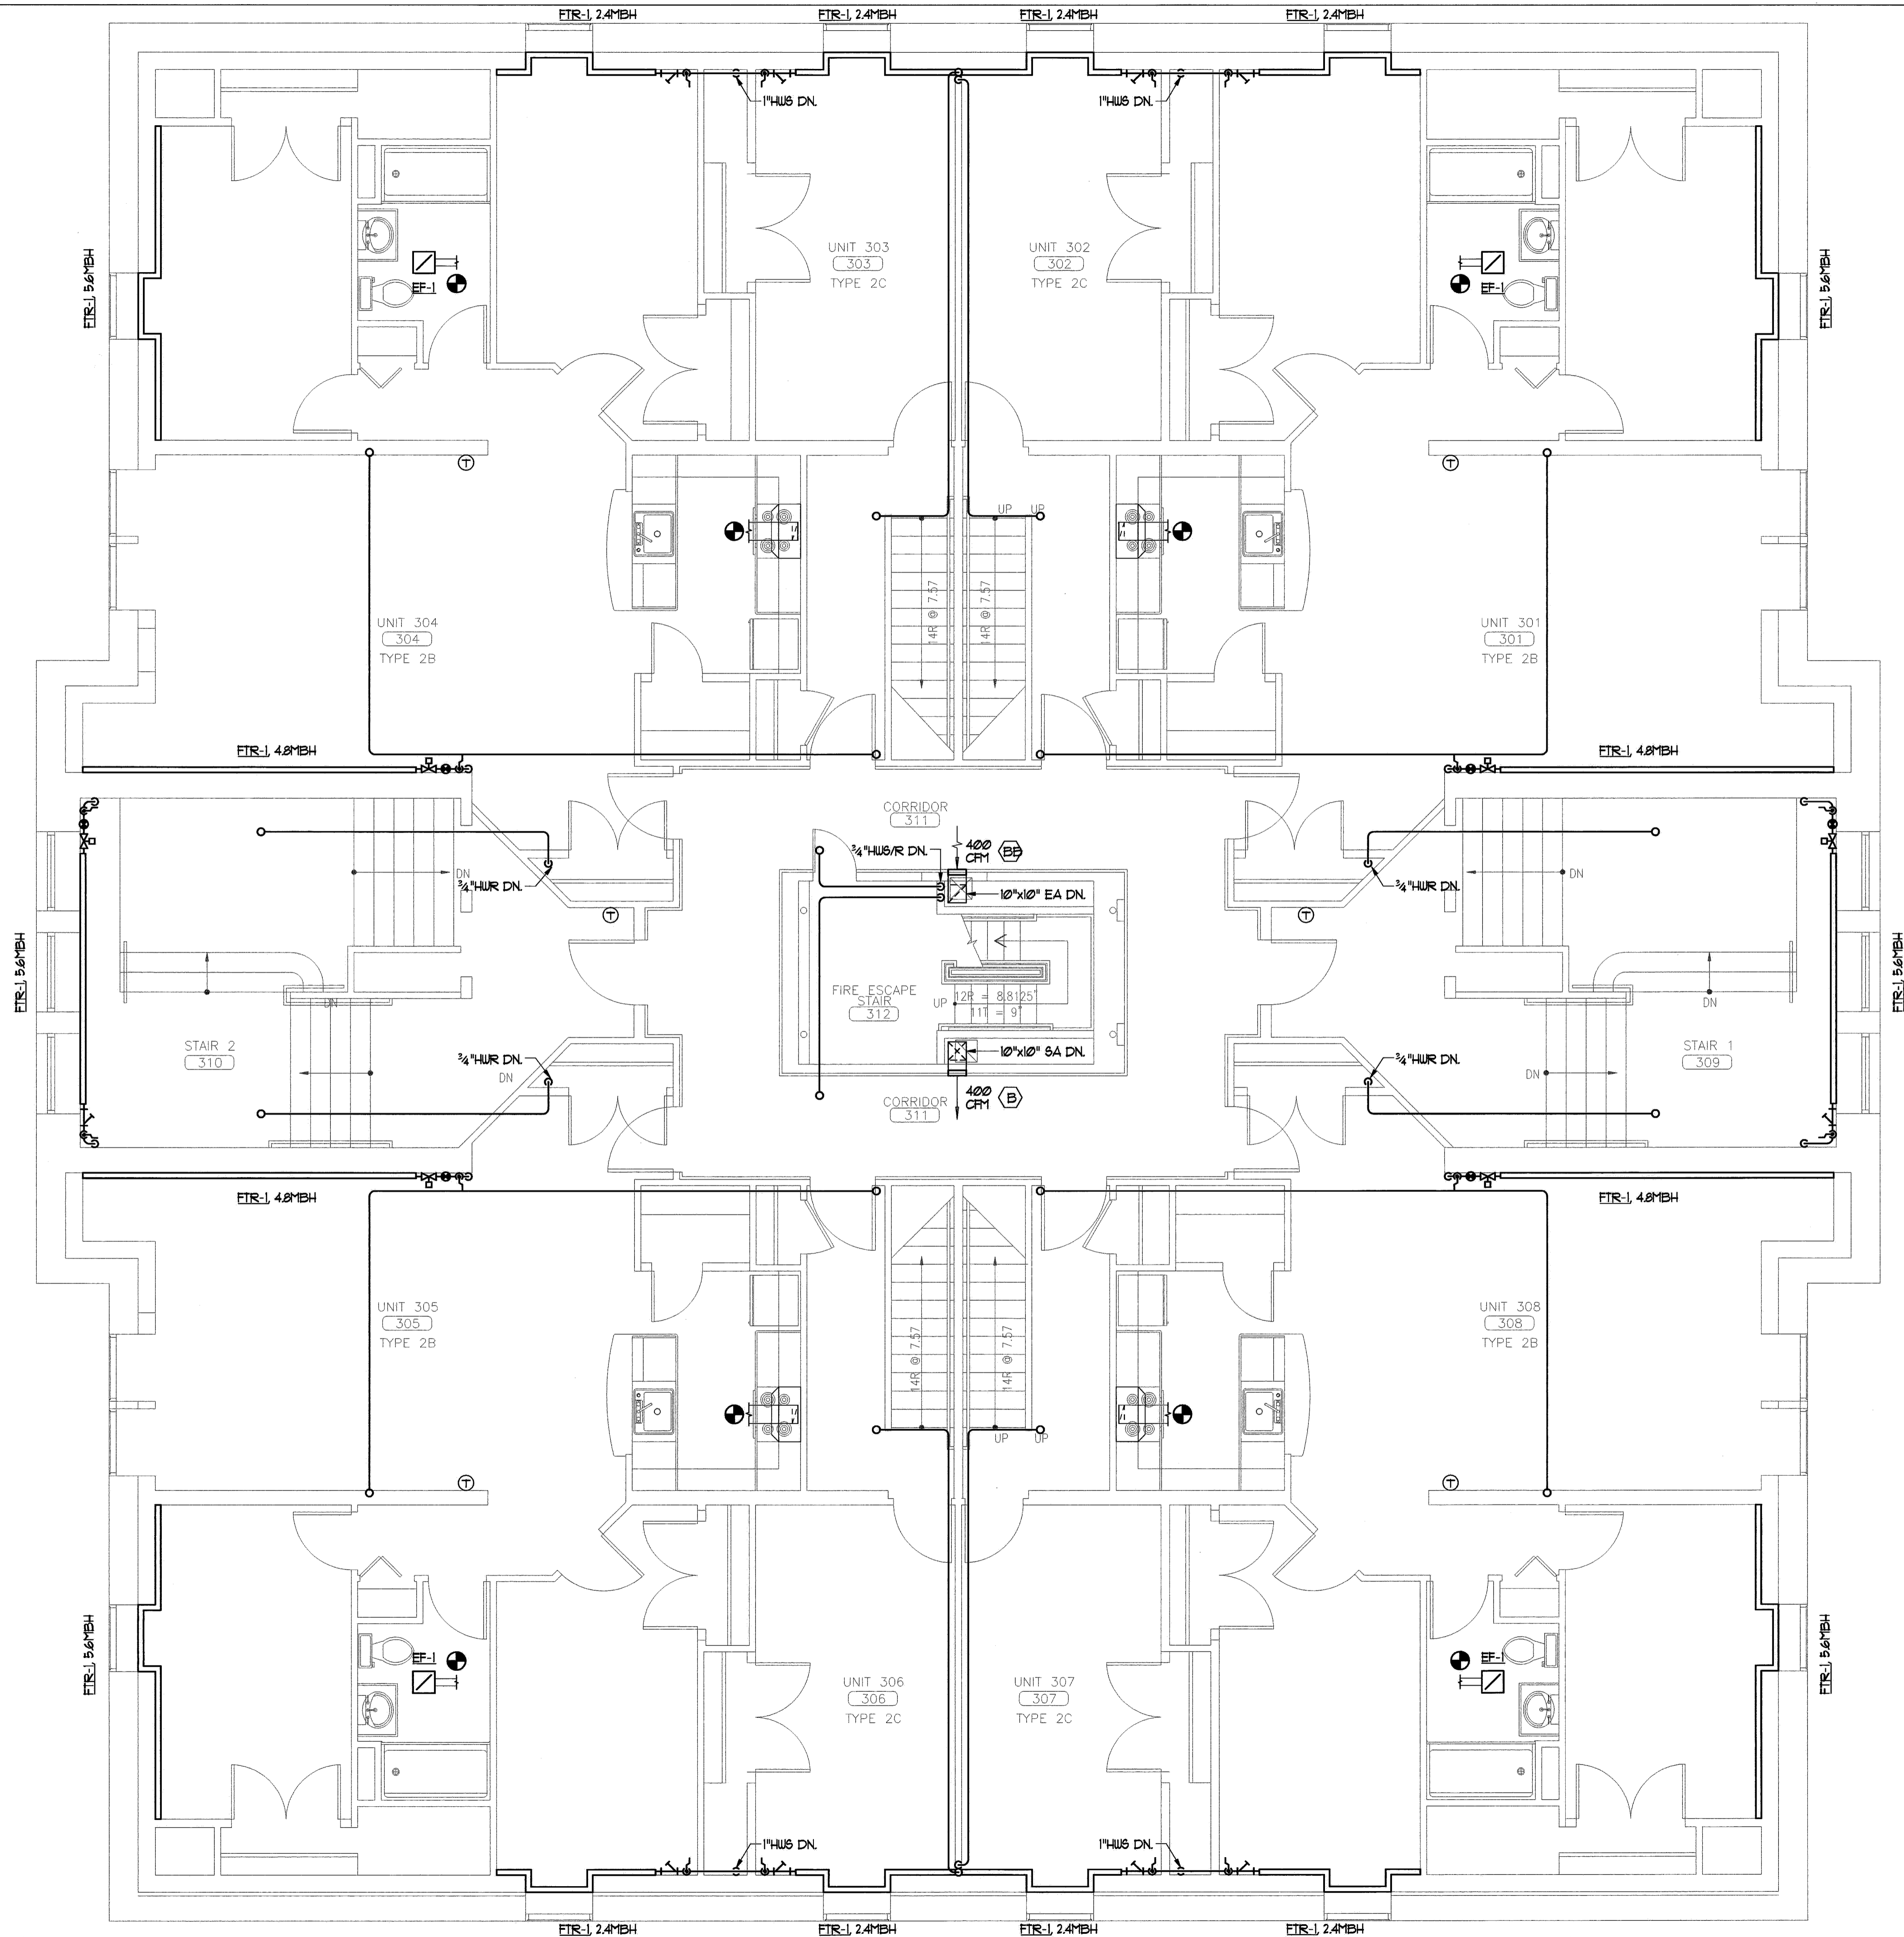 FTR-1, 2.4MBH
FTR-1, 2.4MBH
FTR-1, 2.4MBH
FTR-1, 2.4MBH
1"HWS DN.
1"HWS DN.
FTR-1, 5.6MBH
UNIT 303
303
TYPE 2C
UNIT 302
302
TYPE 2C
FTR-1, 5.6MBH
EF-1
EF-1
T
T
UP
UP
14R @ 7.57
14R @ 7.57
UNIT 304
304
TYPE 2B
UNIT 301
301
TYPE 2B
FTR-1, 4.8MBH
FTR-1, 4.8MBH
CORRIDOR
311
3/4"HWS/R DN.
400
CFM
BB
DN
3/4"HWR DN.
10"x10" EA DN.
3/4"HWR DN.
DN
T
T
FTR-1, 5.6MBH
FIRE ESCAPE
STAIR
312
UP
12R = 8.8125"
11T = 9"
FTR-1, 5.6MBH
DN
DN
STAIR 2
310
3/4"HWR DN.
DN
10"x10" SA DN.
3/4"HWR DN.
DN
STAIR 1
309
400
CFM
B
CORRIDOR
311
FTR-1, 4.8MBH
FTR-1, 4.8MBH
UNIT 305
305
TYPE 2B
UNIT 308
308
TYPE 2B
14R @ 7.57
14R @ 7.57
UP
UP
T
T
FTR-1, 5.6MBH
EF-1
EF-1
FTR-1, 5.6MBH
UNIT 306
306
TYPE 2C
UNIT 307
307
TYPE 2C
1"HWS DN.
1"HWS DN.
FTR-1, 2.4MBH
FTR-1, 2.4MBH
FTR-1, 2.4MBH
FTR-1, 2.4MBH